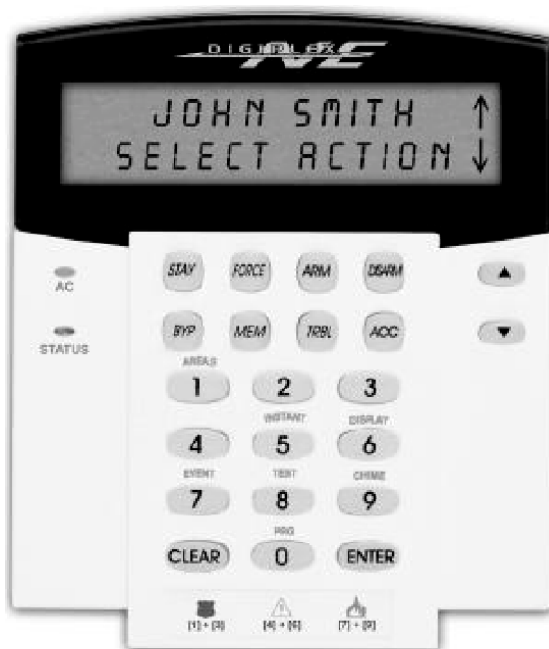 DIGIPLEX NE
JOHN SMITH ↑
SELECT ACTION ↓
STAY FORCE ARM DISARM ▲
AC
BYP MEM TRBL ACC ▼
STATUS
AREAS
1 2 3
INSTANT DISPLAY
4 5 6
EVENT TEST CHIME
7 8 9
PRG
CLEAR 0 ENTER
[1] + [3] [4] + [6] [7] + [9]